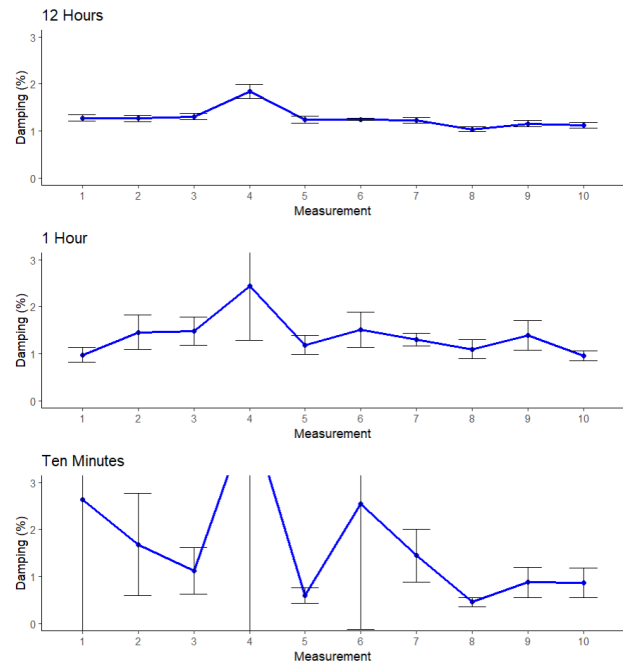 12 Hours
Damping (%)
3
2
1
0
1 2 3 4 5 6 7 8 9 10
Measurement
1 Hour
Damping (%)
3
2
1
0
1 2 3 4 5 6 7 8 9 10
Measurement
Ten Minutes
Damping (%)
3
2
1
0
1 2 3 4 5 6 7 8 9 10
Measurement